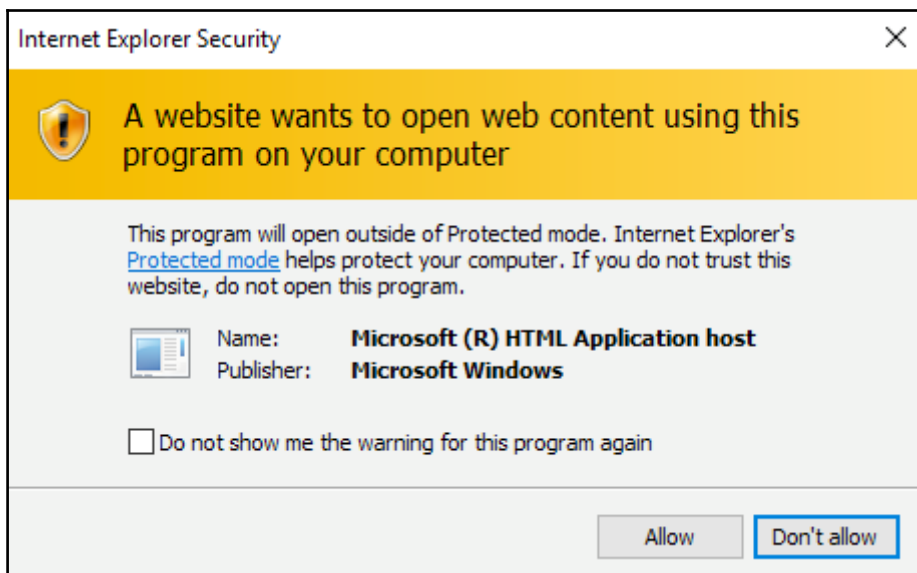 Internet Explorer Security
A website wants to open web content using this
program on your computer
This program will open outside of Protected mode. Internet Explorer's
Protected mode helps protect your computer. If you do not trust this
website, do not open this program.
Name: Microsoft (R) HTML Application host
Publisher: Microsoft Windows
Do not show me the warning for this program again
Allow Don't allow